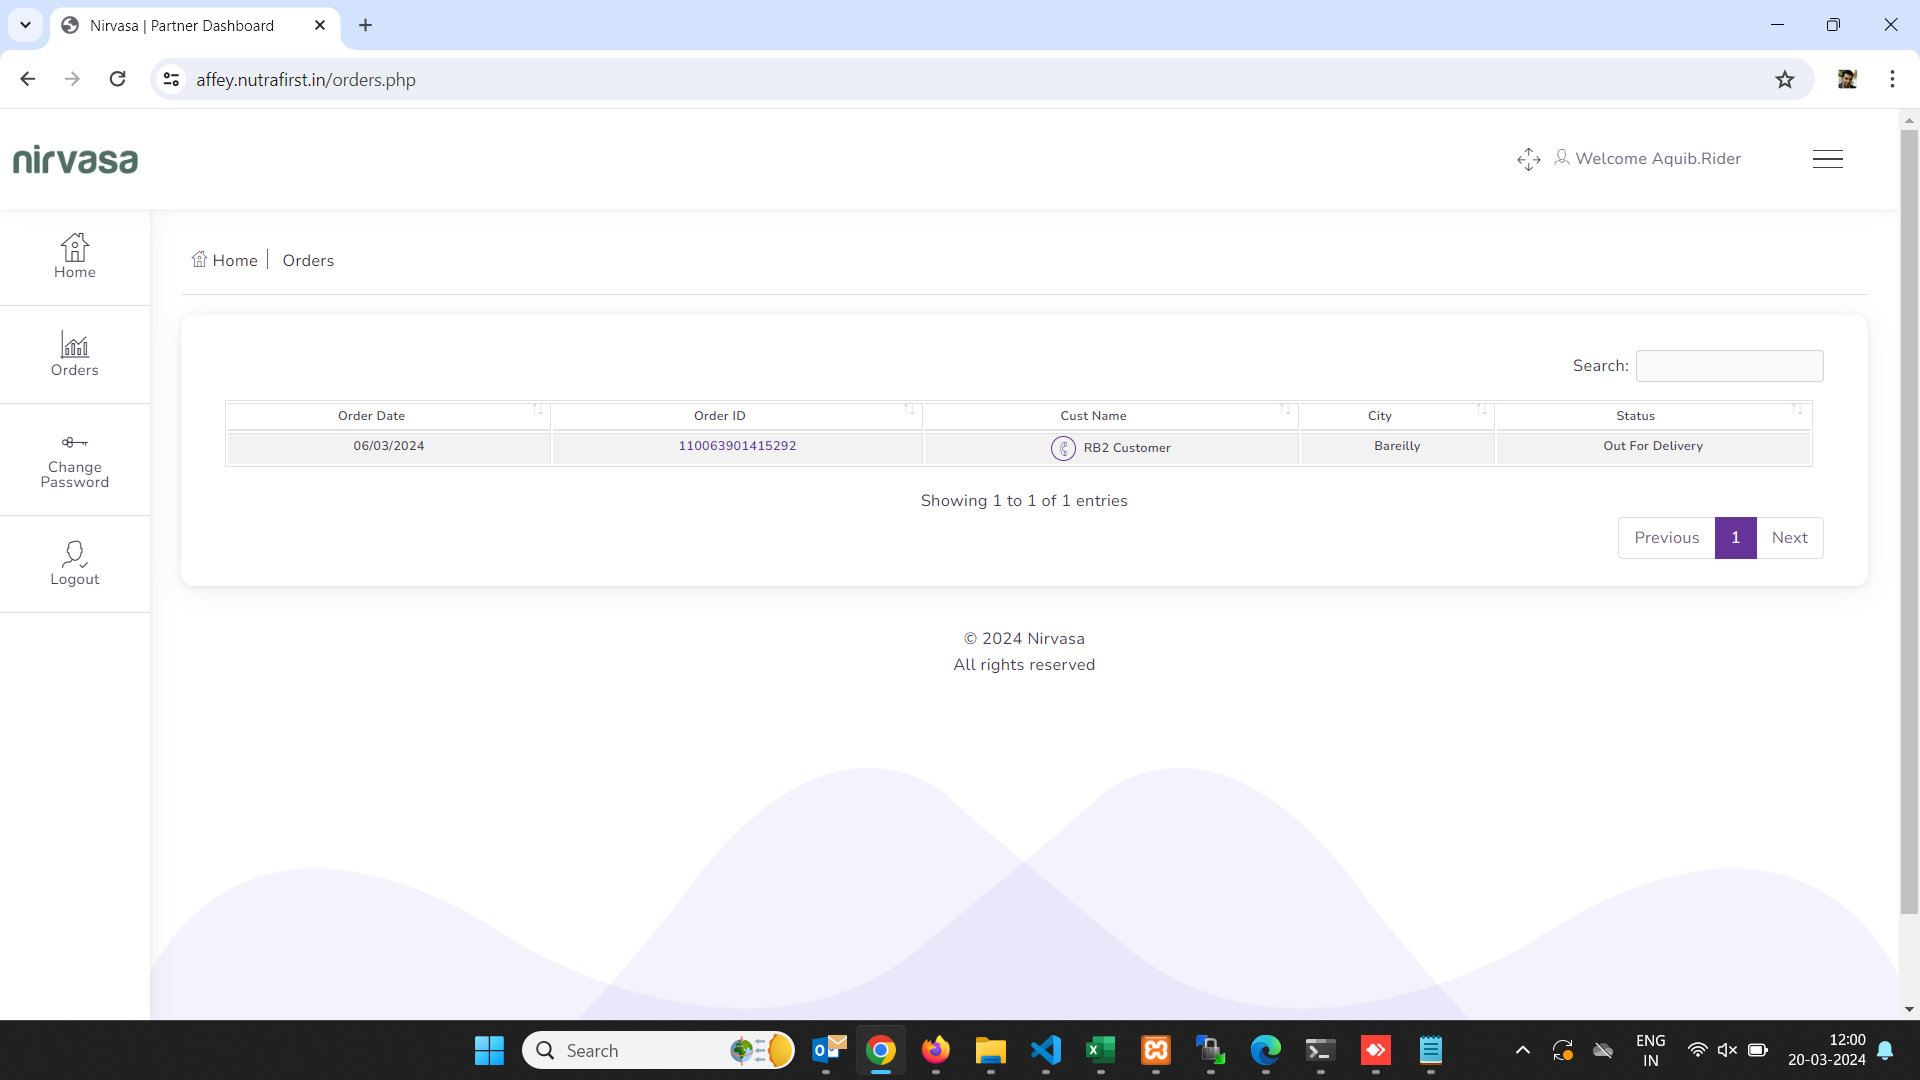 Nirvasa | Partner Dashboard
affey.nutrafirst.in/orders.php
nirvasa
Welcome Aquib.Rider
Home
Orders
Change
Password
Logout
Home
Orders
Search:
Order Date Order ID Cust Name City Status
06/03/2024 110063901415292 RB2 Customer Bareilly Out For Delivery
Showing 1 to 1 of 1 entries
Previous 1 Next
© 2024 Nirvasa
All rights reserved
Search
ENG
IN
12:00
20-03-2024